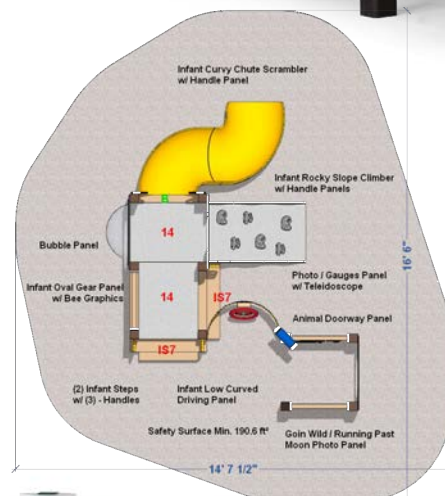 Infant Curvy Chute Scrambler
w/ Handle Panel
Infant Rocky Slope Climber
w/ Handle Panels
B
14
Bubble Panel
16' 6"
Infant Oval Gear Panel
w/ Bee Graphics
14
IS7
Photo / Gauges Panel
w/ Teleidoscope
Animal Doorway Panel
IS7
(2) Infant Steps
w/ (3) - Handles
Infant Low Curved
Driving Panel
Safety Surface Min. 190.6 ft²
Goin Wild / Running Past
Moon Photo Panel
14' 7 1/2"